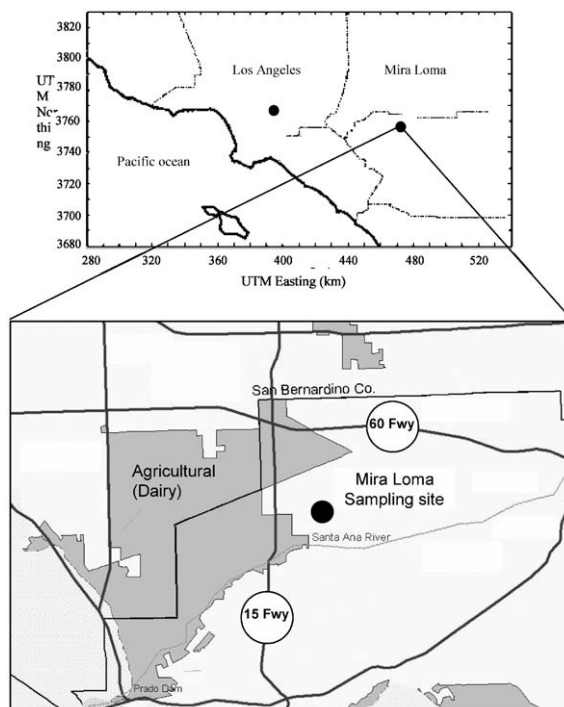 3820
3800
3780
3760
3740
3720
3700
3680
UT
M
Nor
thi
ng
Los Angeles
Mira Loma
Pacific ocean
280
320
360
400
440
480
520
UTM Easting (km)
San Bernardino Co.
60 Fwy
Agricultural
(Dairy)
Mira Loma
Sampling site
Santa Ana River
15 Fwy
Prado Dam